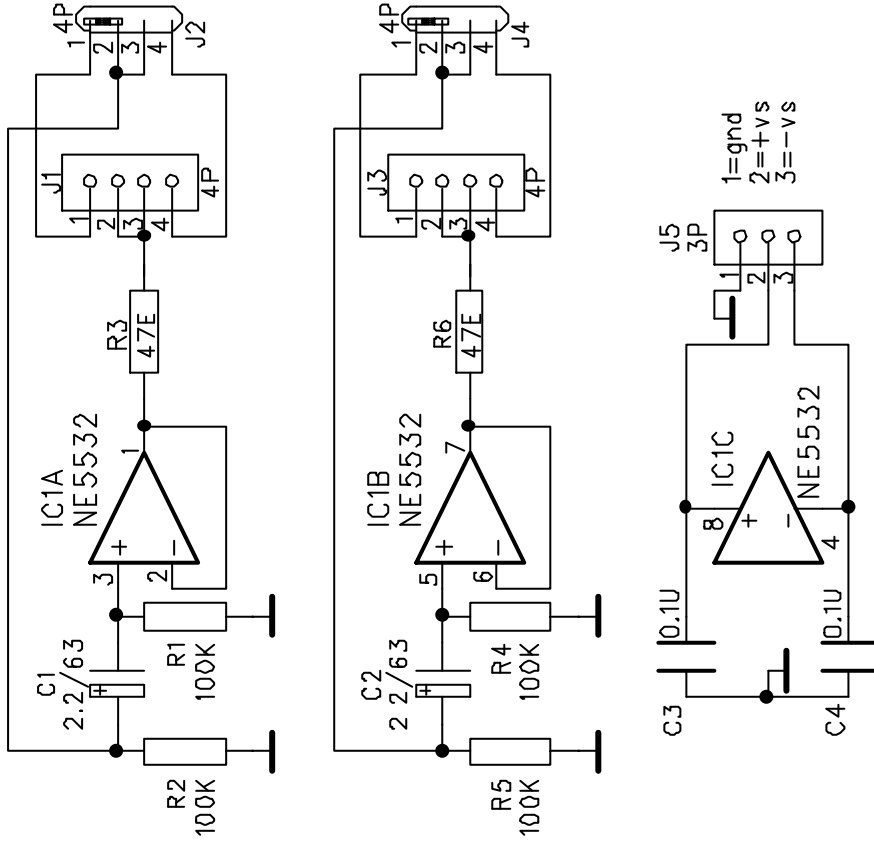 4P
1
2
3
4
J2
J1
4P
1
2
3
4
R3
47E
IC1A
NE5532
1
3
2
+
-
C1
2.2/63
+
R1
100K
R2
100K
4P
1
2
3
4
J4
J3
4P
1
2
3
4
R6
47E
IC1B
NE5532
7
5
6
+
-
C2
2 2/63
+
R4
100K
R5
100K
J5
3P
1
2
3
1=gnd
2=+vs
3=-vs
IC1C
NE5532
8
4
+
-
C3
0.1U
C4
0.1U